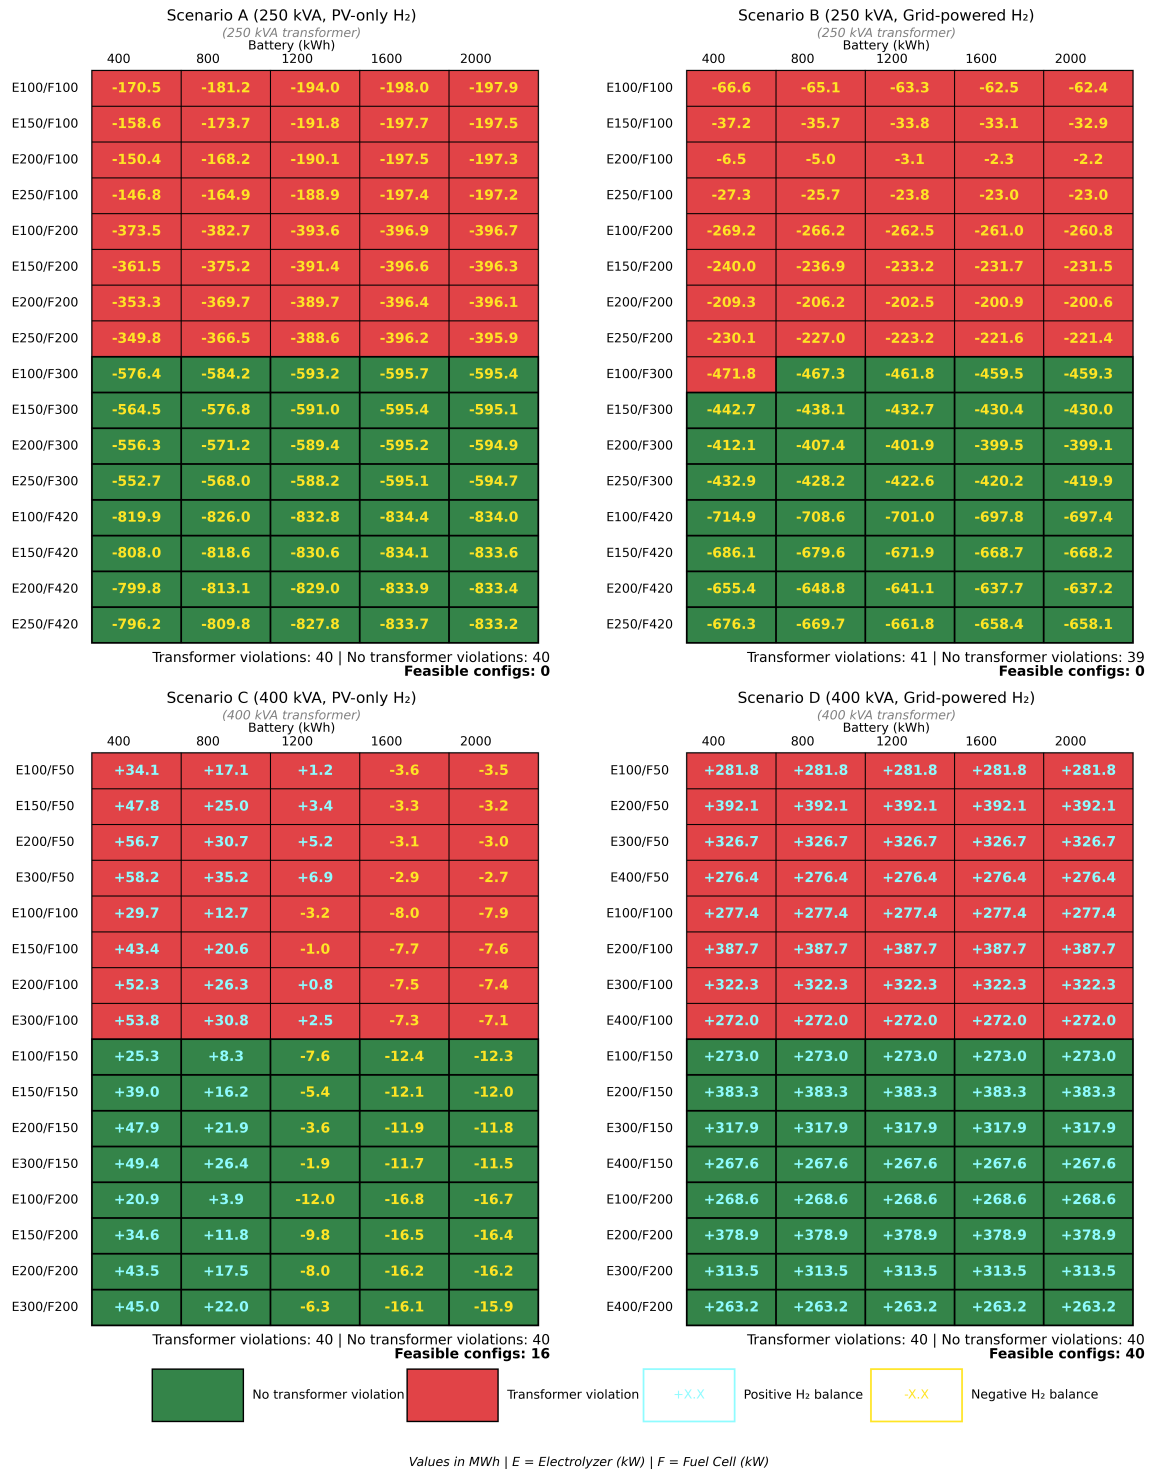 Scenario A (250 kVA, PV-only H₂)
(250 kVA transformer)
Battery (kWh)
400 800 1200 1600 2000
E100/F100 -170.5 -181.2 -194.0 -198.0 -197.9
E150/F100 -158.6 -173.7 -191.8 -197.7 -197.5
E200/F100 -150.4 -168.2 -190.1 -197.5 -197.3
E250/F100 -146.8 -164.9 -188.9 -197.4 -197.2
E100/F200 -373.5 -382.7 -393.6 -396.9 -396.7
E150/F200 -361.5 -375.2 -391.4 -396.6 -396.3
E200/F200 -353.3 -369.7 -389.7 -396.4 -396.1
E250/F200 -349.8 -366.5 -388.6 -396.2 -395.9
E100/F300 -576.4 -584.2 -593.2 -595.7 -595.4
E150/F300 -564.5 -576.8 -591.0 -595.4 -595.1
E200/F300 -556.3 -571.2 -589.4 -595.2 -594.9
E250/F300 -552.7 -568.0 -588.2 -595.1 -594.7
E100/F420 -819.9 -826.0 -832.8 -834.4 -834.0
E150/F420 -808.0 -818.6 -830.6 -834.1 -833.6
E200/F420 -799.8 -813.1 -829.0 -833.9 -833.4
E250/F420 -796.2 -809.8 -827.8 -833.7 -833.2
Transformer violations: 40 | No transformer violations: 40
Feasible configs: 0
Scenario B (250 kVA, Grid-powered H₂)
(250 kVA transformer)
Battery (kWh)
400 800 1200 1600 2000
E100/F100 -66.6 -65.1 -63.3 -62.5 -62.4
E150/F100 -37.2 -35.7 -33.8 -33.1 -32.9
E200/F100 -6.5 -5.0 -3.1 -2.3 -2.2
E250/F100 -27.3 -25.7 -23.8 -23.0 -23.0
E100/F200 -269.2 -266.2 -262.5 -261.0 -260.8
E150/F200 -240.0 -236.9 -233.2 -231.7 -231.5
E200/F200 -209.3 -206.2 -202.5 -200.9 -200.6
E250/F200 -230.1 -227.0 -223.2 -221.6 -221.4
E100/F300 -471.8 -467.3 -461.8 -459.5 -459.3
E150/F300 -442.7 -438.1 -432.7 -430.4 -430.0
E200/F300 -412.1 -407.4 -401.9 -399.5 -399.1
E250/F300 -432.9 -428.2 -422.6 -420.2 -419.9
E100/F420 -714.9 -708.6 -701.0 -697.8 -697.4
E150/F420 -686.1 -679.6 -671.9 -668.7 -668.2
E200/F420 -655.4 -648.8 -641.1 -637.7 -637.2
E250/F420 -676.3 -669.7 -661.8 -658.4 -658.1
Transformer violations: 41 | No transformer violations: 39
Feasible configs: 0
Scenario C (400 kVA, PV-only H₂)
(400 kVA transformer)
Battery (kWh)
400 800 1200 1600 2000
E100/F50 +34.1 +17.1 +1.2 -3.6 -3.5
E150/F50 +47.8 +25.0 +3.4 -3.3 -3.2
E200/F50 +56.7 +30.7 +5.2 -3.1 -3.0
E300/F50 +58.2 +35.2 +6.9 -2.9 -2.7
E100/F100 +29.7 +12.7 -3.2 -8.0 -7.9
E150/F100 +43.4 +20.6 -1.0 -7.7 -7.6
E200/F100 +52.3 +26.3 +0.8 -7.5 -7.4
E300/F100 +53.8 +30.8 +2.5 -7.3 -7.1
E100/F150 +25.3 +8.3 -7.6 -12.4 -12.3
E150/F150 +39.0 +16.2 -5.4 -12.1 -12.0
E200/F150 +47.9 +21.9 -3.6 -11.9 -11.8
E300/F150 +49.4 +26.4 -1.9 -11.7 -11.5
E100/F200 +20.9 +3.9 -12.0 -16.8 -16.7
E150/F200 +34.6 +11.8 -9.8 -16.5 -16.4
E200/F200 +43.5 +17.5 -8.0 -16.2 -16.2
E300/F200 +45.0 +22.0 -6.3 -16.1 -15.9
Transformer violations: 40 | No transformer violations: 40
Feasible configs: 16
Scenario D (400 kVA, Grid-powered H₂)
(400 kVA transformer)
Battery (kWh)
400 800 1200 1600 2000
E100/F50 +281.8 +281.8 +281.8 +281.8 +281.8
E200/F50 +392.1 +392.1 +392.1 +392.1 +392.1
E300/F50 +326.7 +326.7 +326.7 +326.7 +326.7
E400/F50 +276.4 +276.4 +276.4 +276.4 +276.4
E100/F100 +277.4 +277.4 +277.4 +277.4 +277.4
E200/F100 +387.7 +387.7 +387.7 +387.7 +387.7
E300/F100 +322.3 +322.3 +322.3 +322.3 +322.3
E400/F100 +272.0 +272.0 +272.0 +272.0 +272.0
E100/F150 +273.0 +273.0 +273.0 +273.0 +273.0
E200/F150 +383.3 +383.3 +383.3 +383.3 +383.3
E300/F150 +317.9 +317.9 +317.9 +317.9 +317.9
E400/F150 +267.6 +267.6 +267.6 +267.6 +267.6
E100/F200 +268.6 +268.6 +268.6 +268.6 +268.6
E200/F200 +378.9 +378.9 +378.9 +378.9 +378.9
E300/F200 +313.5 +313.5 +313.5 +313.5 +313.5
E400/F200 +263.2 +263.2 +263.2 +263.2 +263.2
Transformer violations: 40 | No transformer violations: 40
Feasible configs: 40
No transformer violation
Transformer violation
+X.X Positive H₂ balance
-X.X Negative H₂ balance
Values in MWh | E = Electrolyzer (kW) | F = Fuel Cell (kW)